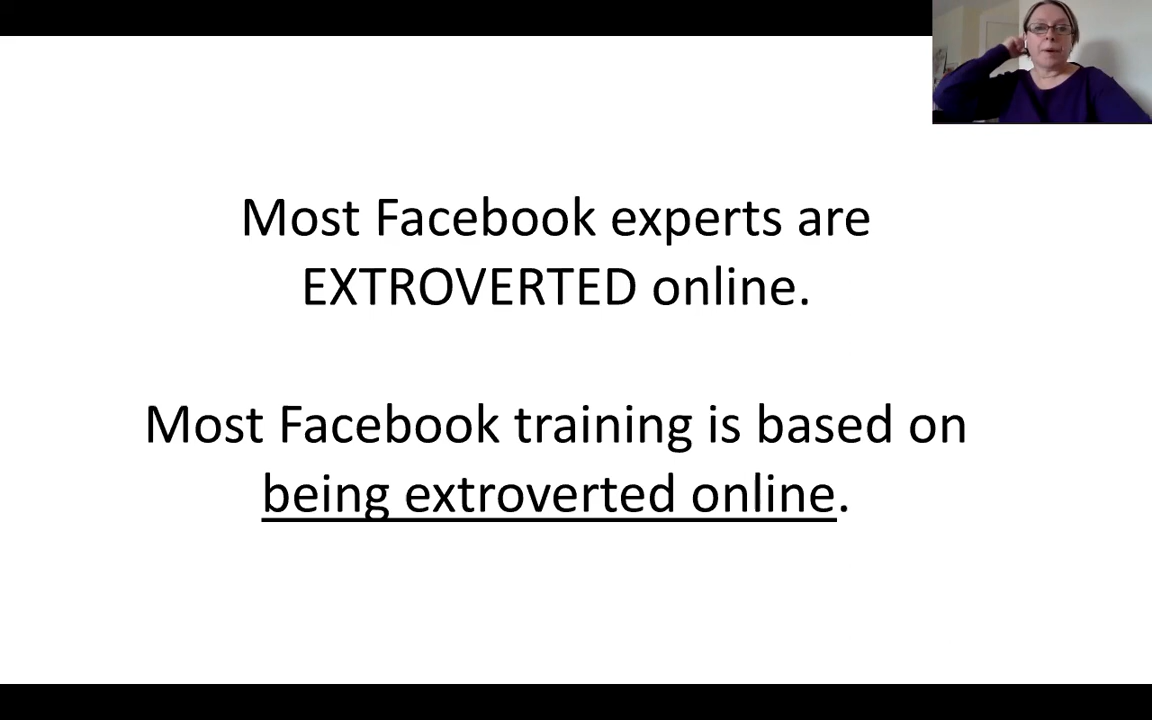 Most Facebook experts are
EXTROVERTED online.
Most Facebook training is based on
being extroverted online.